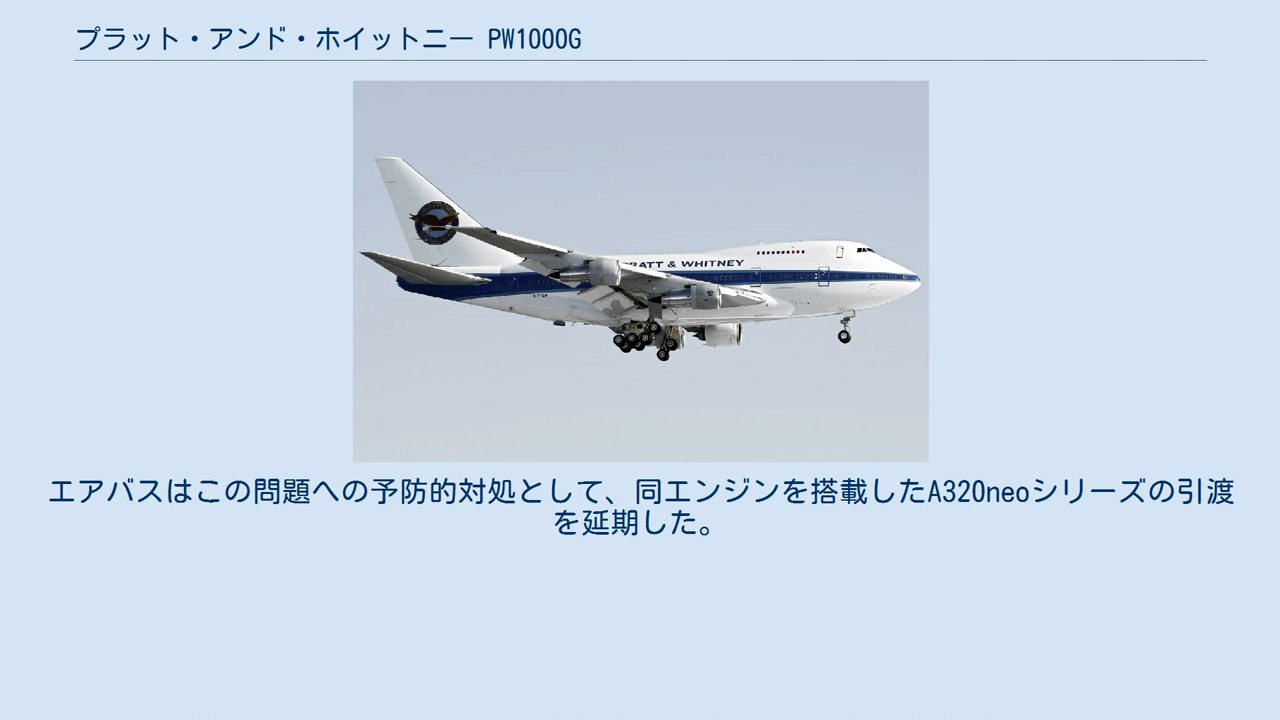 プラット・アンド・ホイットニー PW1000G
PRATT & WHITNEY
エアバスはこの問題への予防的対処として、同エンジンを搭載したA320neoシリーズの引渡
を延期した。